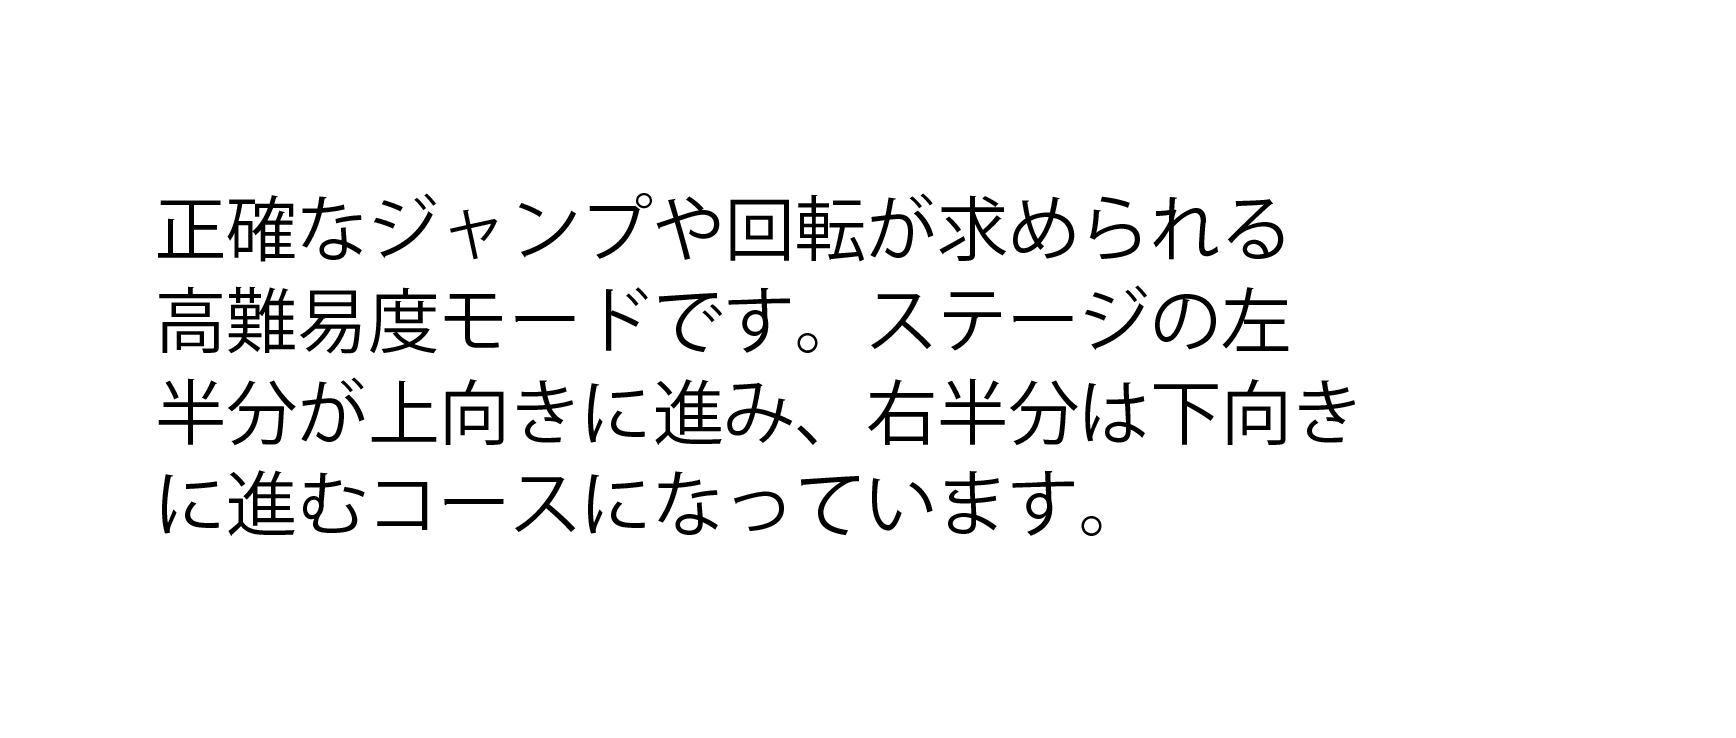 正確なジャンプや回転が求められる
高難易度モードです。ステージの左
半分が上向きに進み、右半分は下向き
に進むコースになっています。